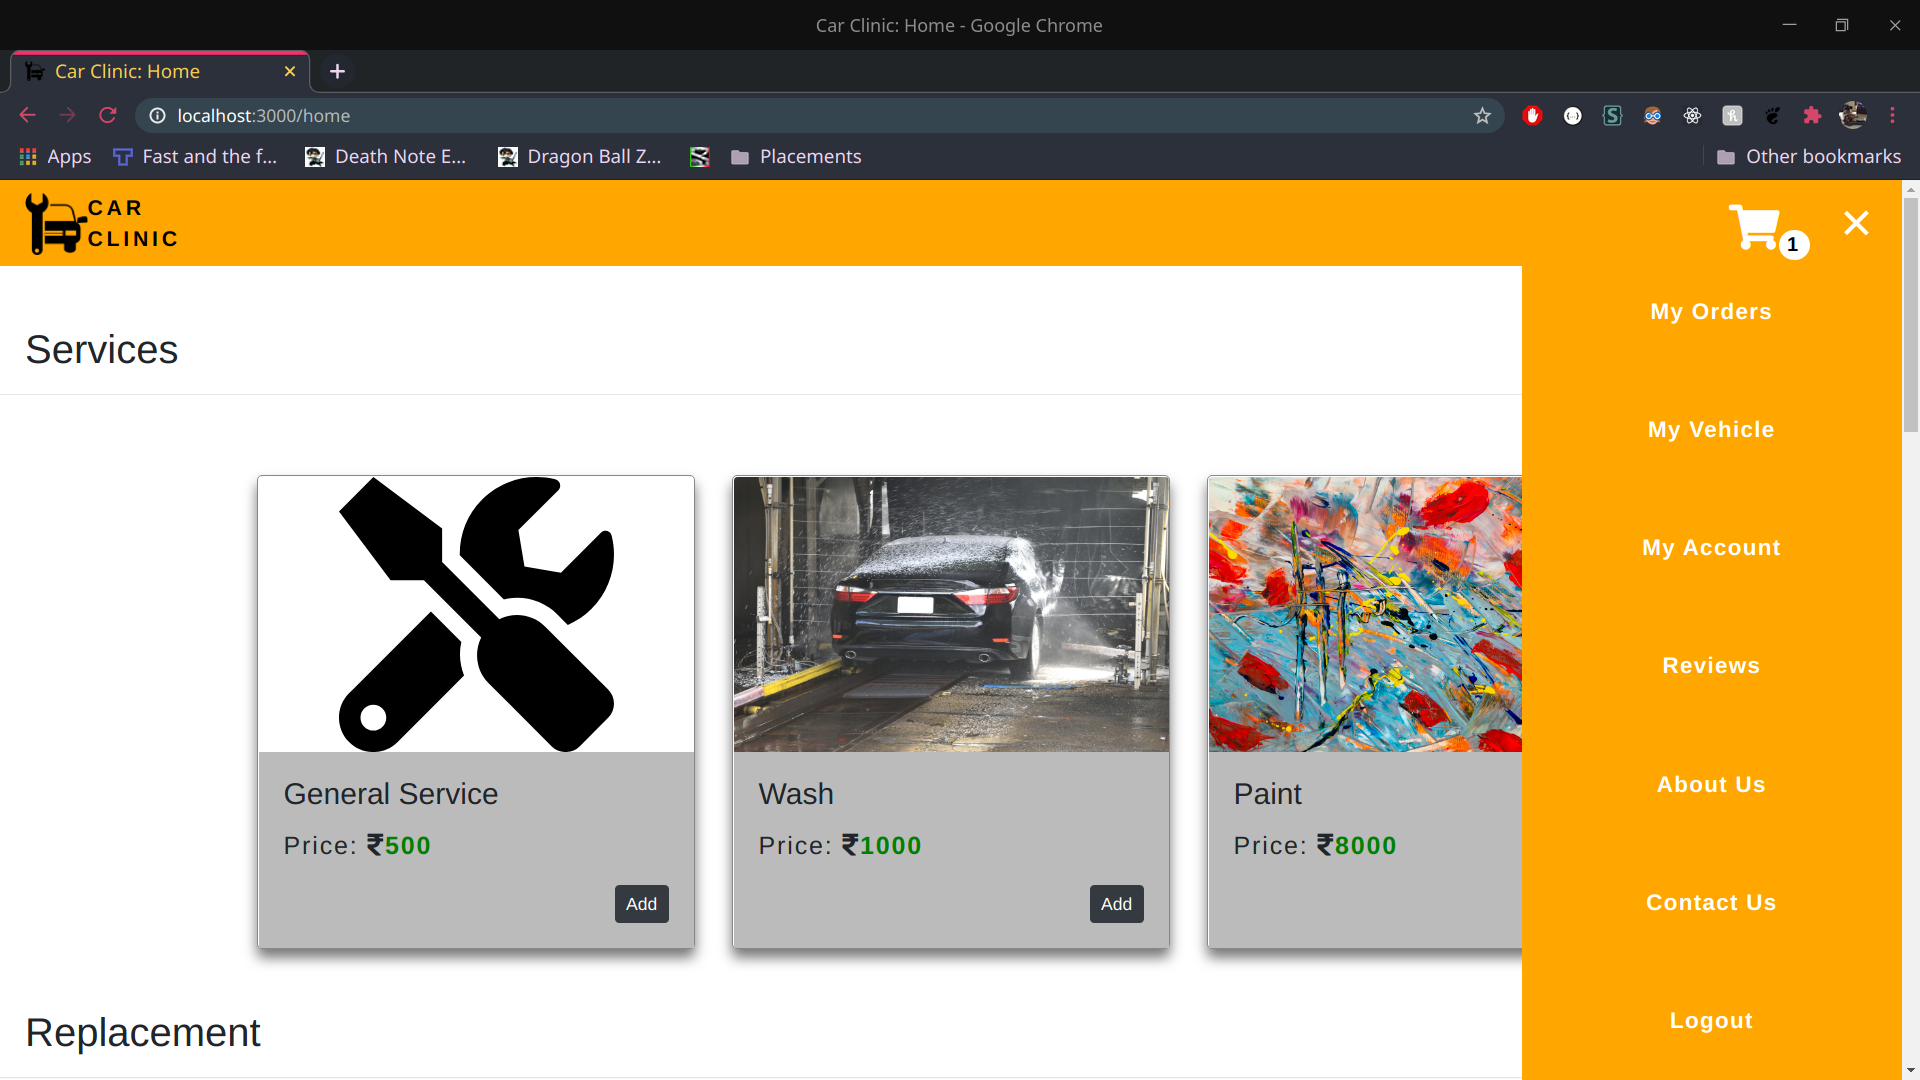 Car Clinic: Home - Google Chrome
Car Clinic: Home
localhost:3000/home
Apps
Fast and the f...
Death Note E...
Dragon Ball Z...
Placements
Other bookmarks
CAR
CLINIC
1
My Orders
My Vehicle
My Account
Reviews
About Us
Contact Us
Logout
Services
General Service
Price: ₹500
Add
Wash
Price: ₹1000
Add
Paint
Price: ₹8000
Replacement